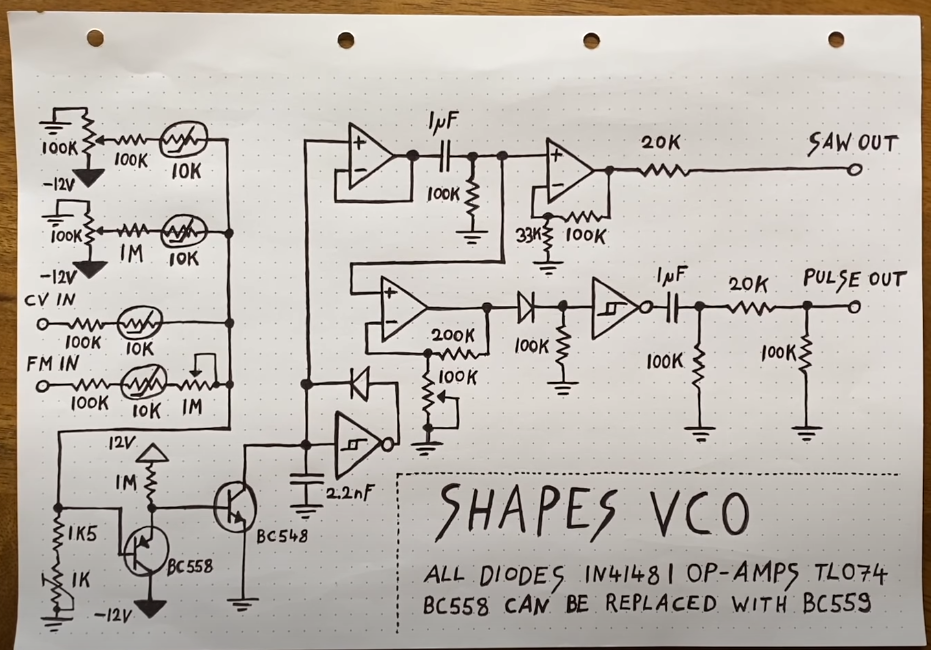 1µF
20K
SAW OUT
100K
100K
10K
-12V
100K
33K
100K
100K
1M
10K
-12V
CV IN
100K
10K
1µF
20K
PULSE OUT
200K
100K
100K
100K
100K
FM IN
100K
10K
1M
12V
1M
2.2nF
1K5
BC548
BC558
1K
-12V
SHAPES VCO
ALL DIODES 1N4148 | OP-AMPS TL074
BC558 CAN BE REPLACED WITH BC559